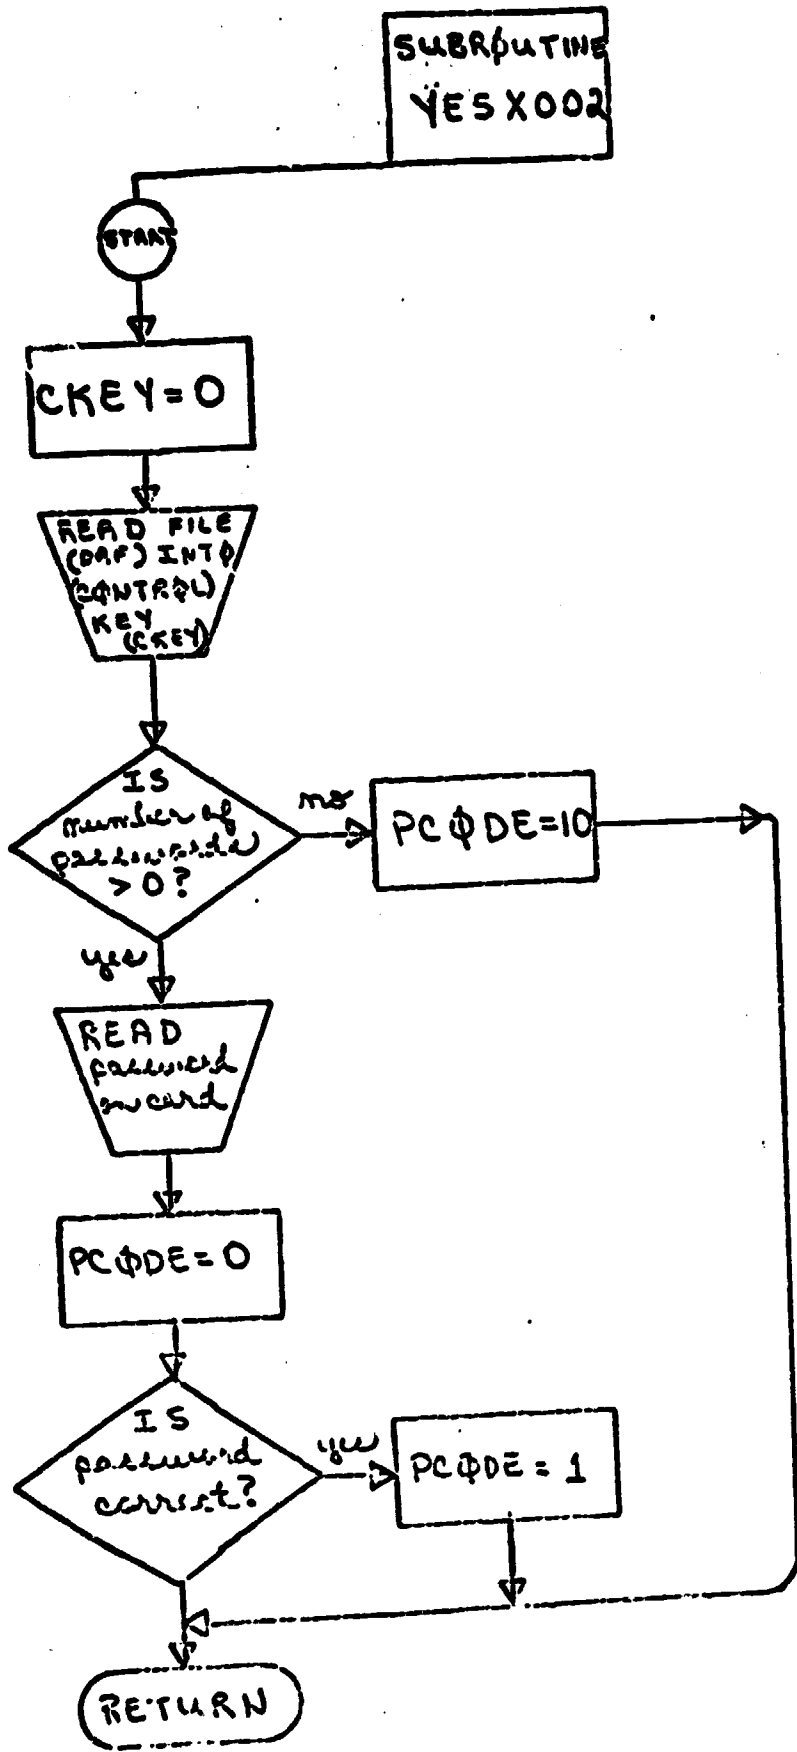 SUBRØUTINE
YESX002
START
CKEY=0
READ FILE
(DAF) INTØ
(CØNTRØL)
KEY
(CKEY)
IS
number of
passwords
> 0?
no
PCØDE=10
yes
READ
password
on card
PCØDE=0
IS
password
correct?
yes
PCØDE = 1
RETURN